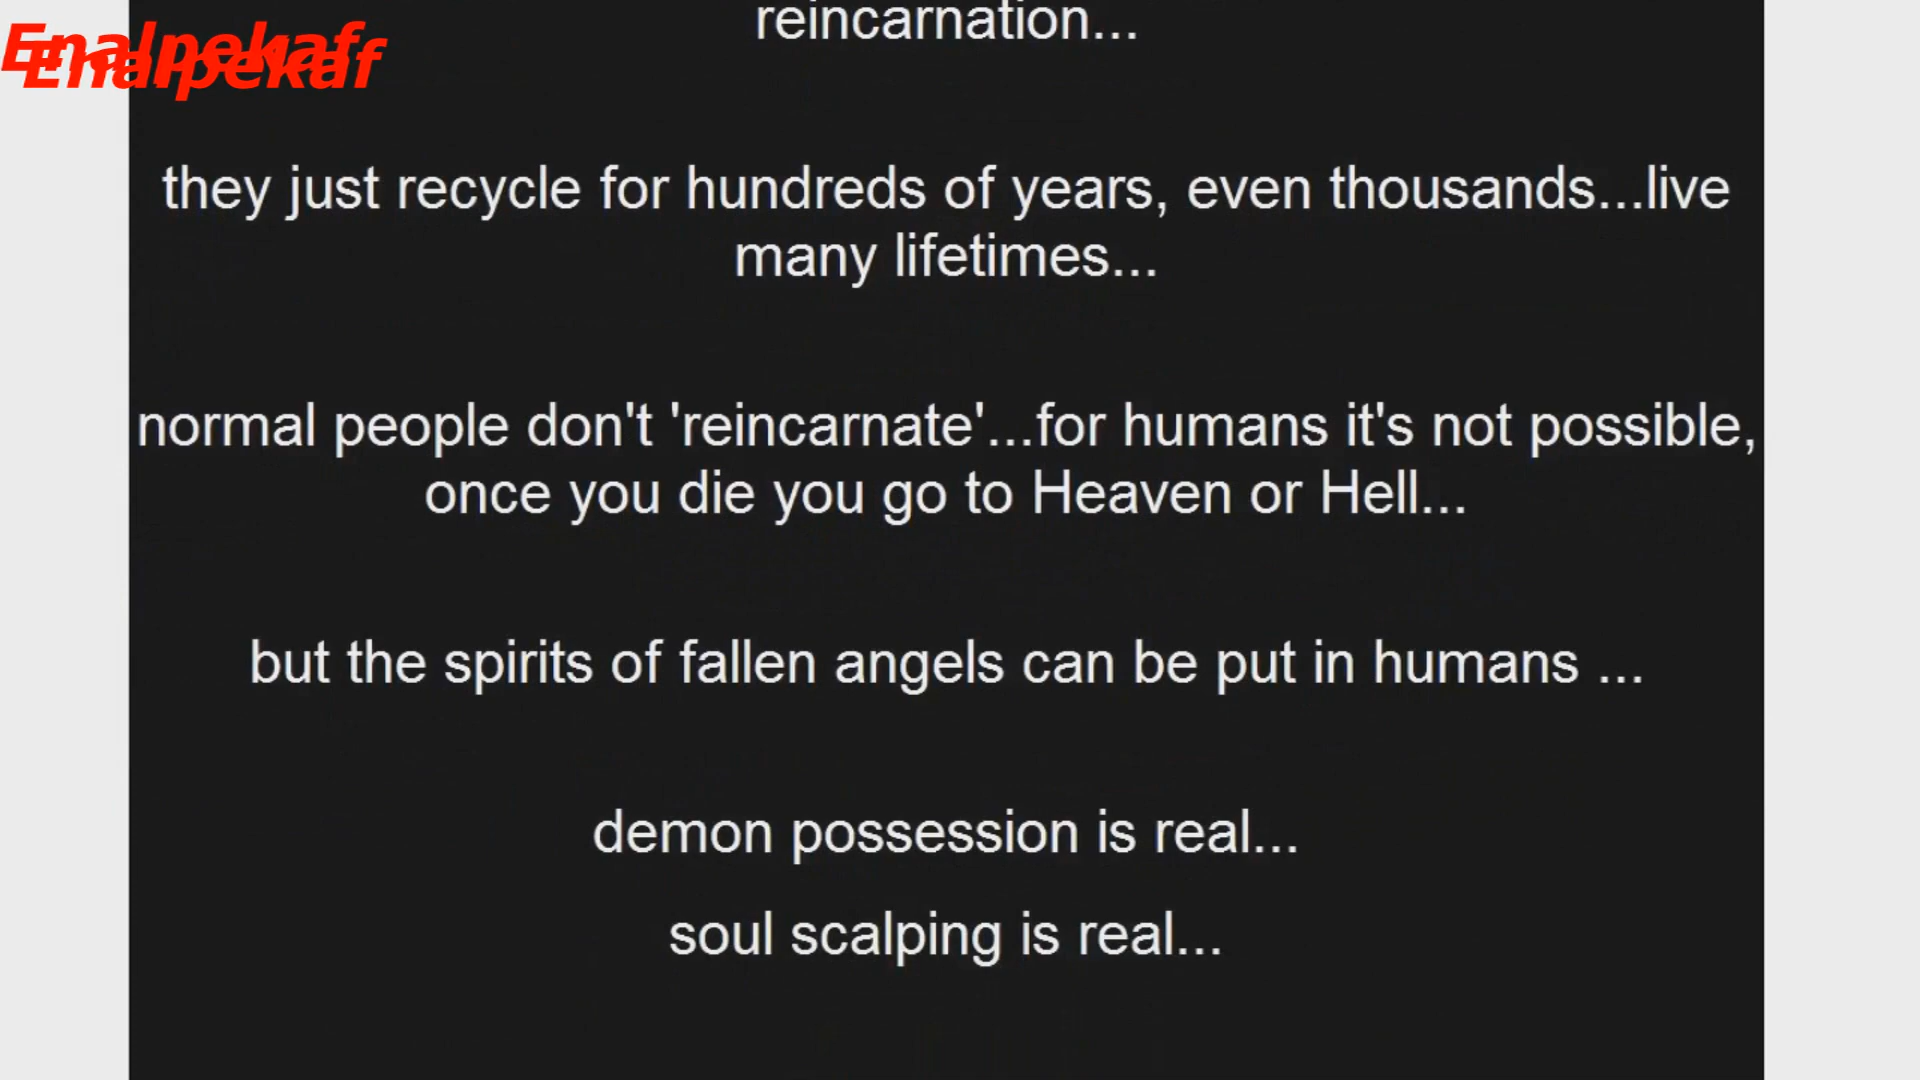 Enalpekaf
Enalpekaf
reincarnation...
they just recycle for hundreds of years, even thousands...live
many lifetimes...
normal people don't 'reincarnate'...for humans it's not possible,
once you die you go to Heaven or Hell...
but the spirits of fallen angels can be put in humans ...
demon possession is real...
soul scalping is real...